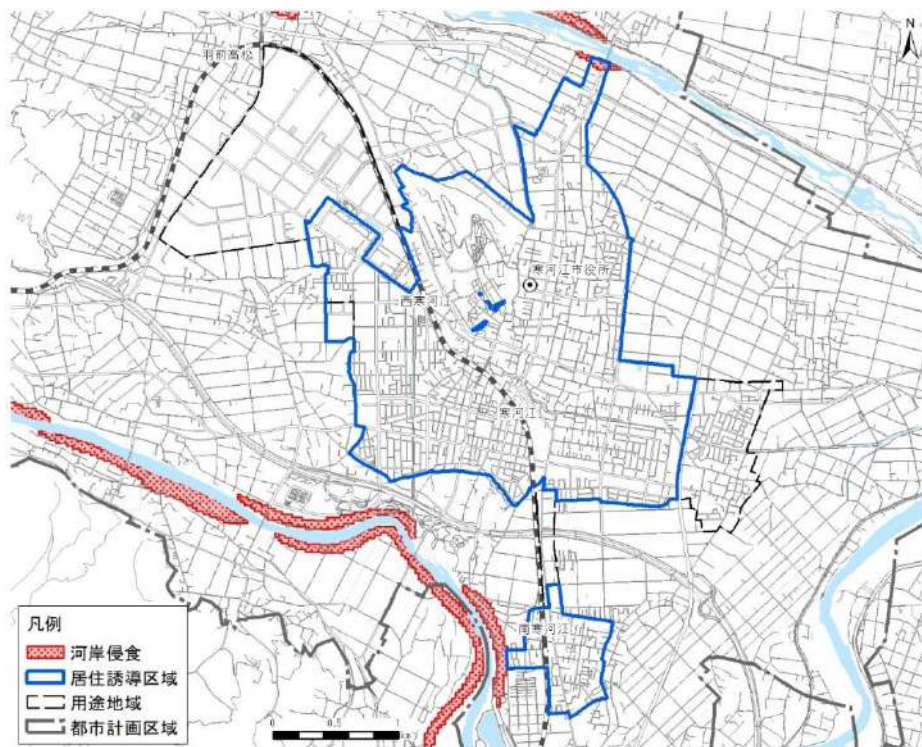 N
羽前高松
寒河江市役所
西寒河江
寒河江
南寒河江
凡例
河岸侵食
居住誘導区域
用途地域
都市計画区域
0 0.5 1